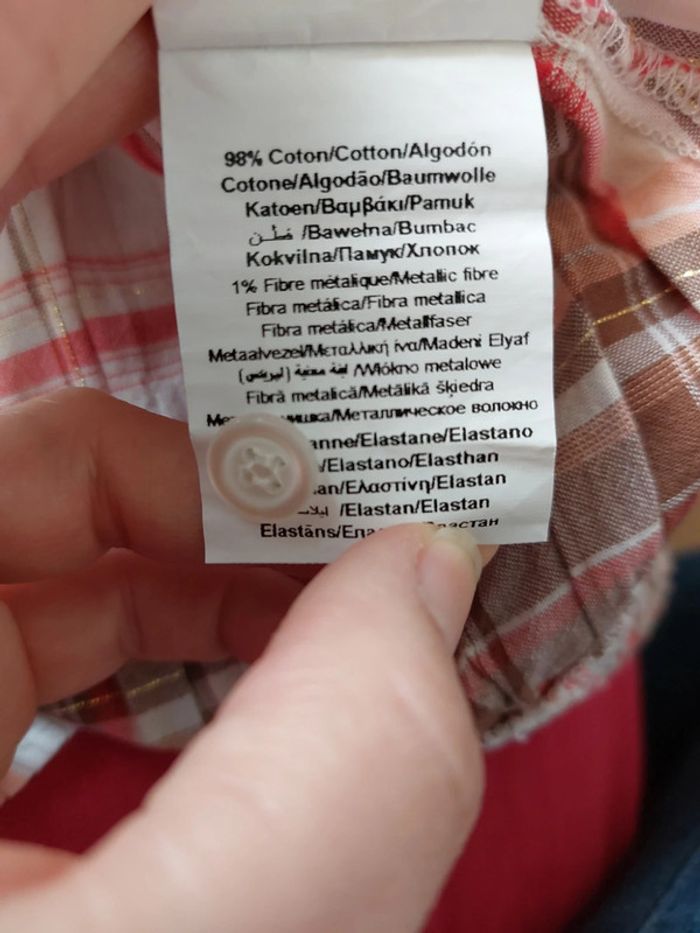 98% Coton/Cotton/Algodón
Cotone/Algodão/Baumwolle
Katoen/Βαμβάκι/Pamuk
قطن /Bawełna/Bumbac
Kokvilna/Памук/Хлопок
1% Fibre métalique/Metallic fibre
Fibra metálica/Fibra metallica
Fibra metálica/Metallfaser
Metaalvezel/Μεταλλική ίνα/Madeni Elyaf
/Włókno metalowe
Fibră metalică/Metāliskā šķiedra
/Металлическое волокно
/Elastane/Elastano
/Elastano/Elasthan
/Ελαστίνη/Elastan
/Elastan/Elastan
Elastāns/